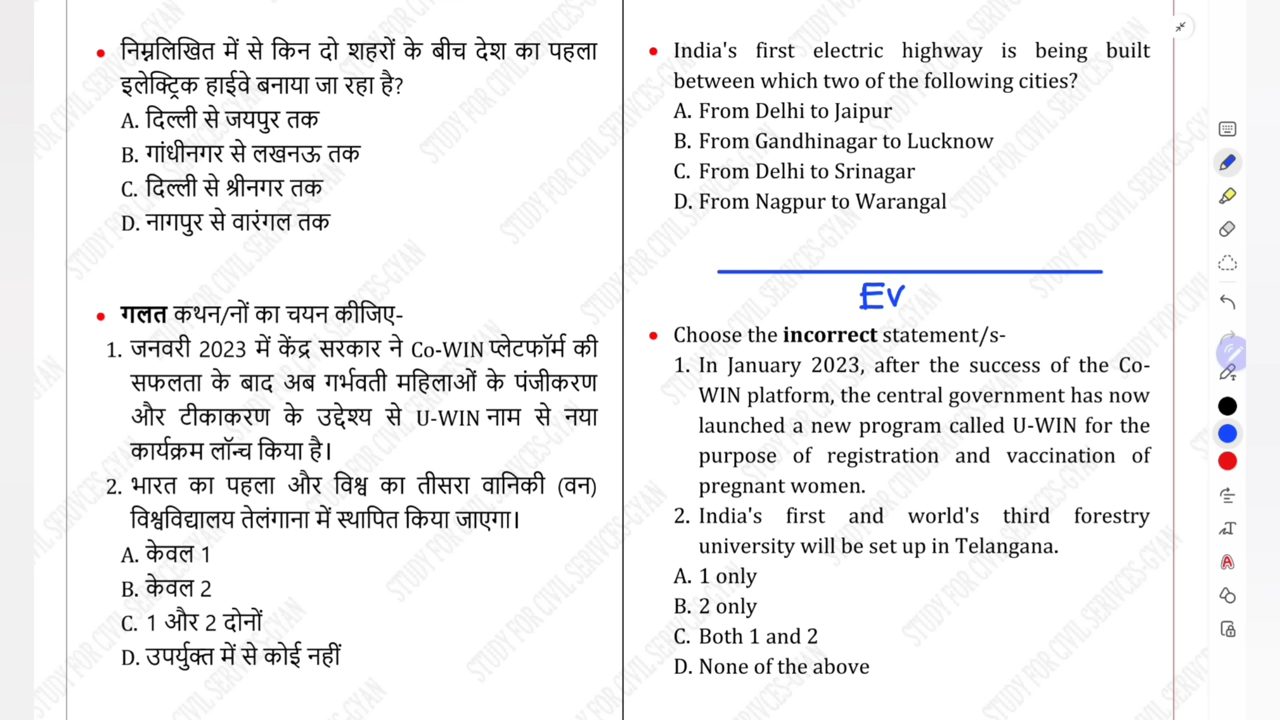 निम्नलिखित में से किन दो शहरों के बीच देश का पहला
इलेक्ट्रिक हाईवे बनाया जा रहा है?
A. दिल्ली से जयपुर तक
B. गांधीनगर से लखनऊ तक
C. दिल्ली से श्रीनगर तक
D. नागपुर से वारंगल तक
गलत कथन/नों का चयन कीजिए-
1. जनवरी 2023 में केंद्र सरकार ने Co-WIN प्लेटफॉर्म की
सफलता के बाद अब गर्भवती महिलाओं के पंजीकरण
और टीकाकरण के उद्देश्य से U-WIN नाम से नया
कार्यक्रम लॉन्च किया है।
2. भारत का पहला और विश्व का तीसरा वानिकी (वन)
विश्वविद्यालय तेलंगाना में स्थापित किया जाएगा।
A. केवल 1
B. केवल 2
C. 1 और 2 दोनों
D. उपर्युक्त में से कोई नहीं
India's first electric highway is being built
between which two of the following cities?
A. From Delhi to Jaipur
B. From Gandhinagar to Lucknow
C. From Delhi to Srinagar
D. From Nagpur to Warangal
EV
Choose the incorrect statement/s-
1. In January 2023, after the success of the Co-
WIN platform, the central government has now
launched a new program called U-WIN for the
purpose of registration and vaccination of
pregnant women.
2. India's first and world's third forestry
university will be set up in Telangana.
A. 1 only
B. 2 only
C. Both 1 and 2
D. None of the above
STUDY FOR CIVIL SERIVCES-GYAN